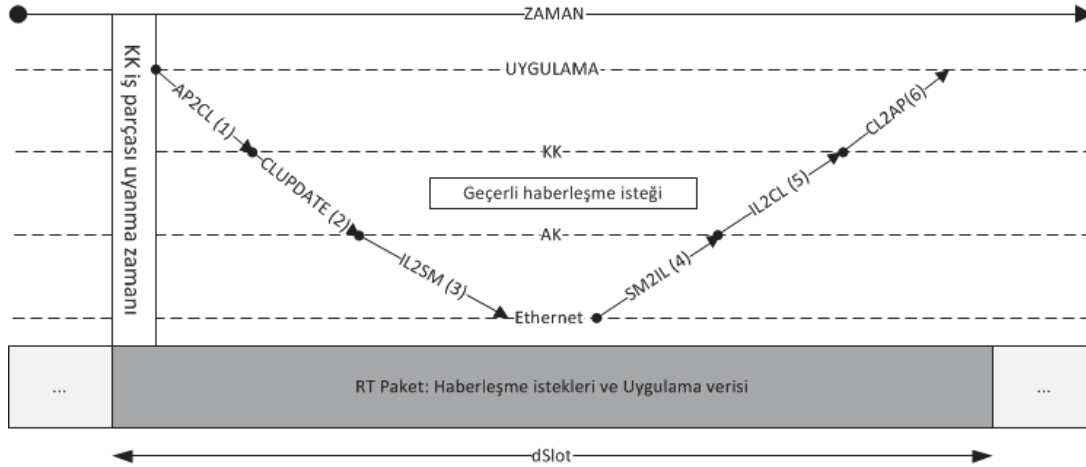 ZAMAN
KK iş parçası uyanma zamanı
UYGULAMA
AP2CL (1)
CL2AP(6)
KK
CLUPDATE (2)
Geçerli haberleşme isteği
IL2CL (5)
AK
IL2SM (3)
SM2IL (4)
Ethernet
...
RT Paket: Haberleşme istekleri ve Uygulama verisi
...
dSlot